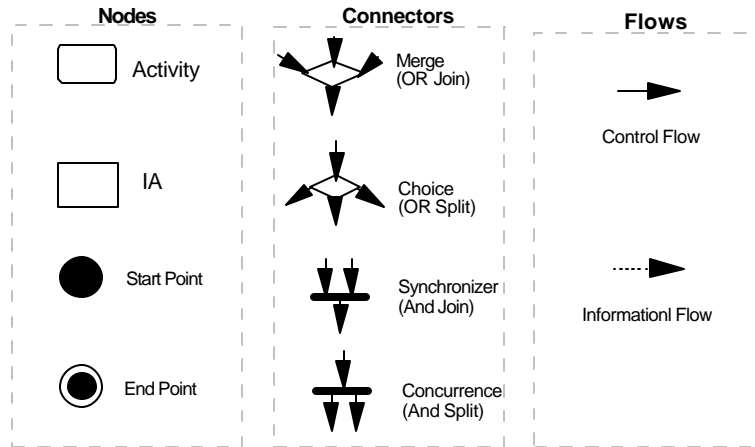 Nodes
Activity
IA
Start Point
End Point
Connectors
Merge
(OR Join)
Choice
(OR Split)
Synchronizer
(And Join)
Concurrence
(And Split)
Flows
Control Flow
Informationl Flow